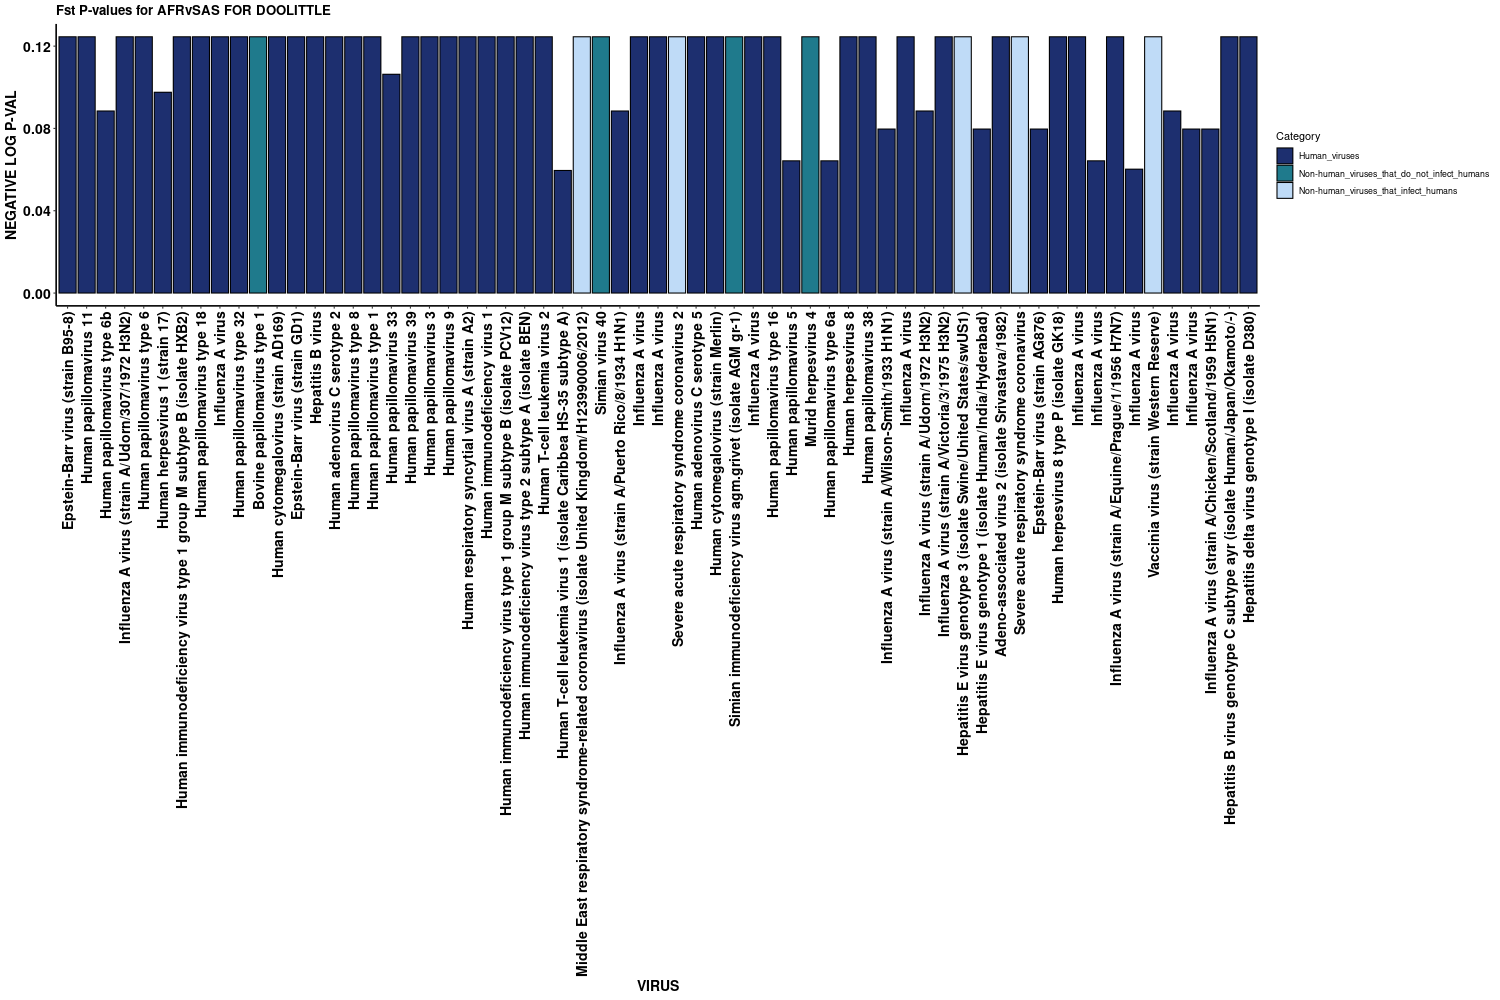 Fst P-values for AFRvSAS FOR DOOLITTLE
NEGATIVE LOG P-VAL
0.12
0.08
0.04
0.00
Epstein-Barr virus (strain B95-8)
Human papillomavirus 11
Human papillomavirus type 6b
Influenza A virus (strain A/Udorn/307/1972 H3N2)
Human papillomavirus type 6
Human herpesvirus 1 (strain 17)
Human immunodeficiency virus type 1 group M subtype B (isolate HXB2)
Human papillomavirus type 18
Influenza A virus
Human papillomavirus type 32
Bovine papillomavirus type 1
Human cytomegalovirus (strain AD169)
Epstein-Barr virus (strain GD1)
Hepatitis B virus
Human adenovirus C serotype 2
Human papillomavirus type 8
Human papillomavirus type 1
Human papillomavirus 33
Human papillomavirus 39
Human papillomavirus 3
Human papillomavirus 9
Human respiratory syncytial virus A (strain A2)
Human immunodeficiency virus 1
Human immunodeficiency virus type 1 group M subtype B (isolate PCV12)
Human immunodeficiency virus type 2 subtype A (isolate BEN)
Human T-cell leukemia virus 2
Human T-cell leukemia virus 1 (isolate Caribbea HS-35 subtype A)
Middle East respiratory syndrome-related coronavirus (isolate United Kingdom/H123990006/2012)
Simian virus 40
Influenza A virus (strain A/Puerto Rico/8/1934 H1N1)
Influenza A virus
Influenza A virus
Severe acute respiratory syndrome coronavirus 2
Human adenovirus C serotype 5
Human cytomegalovirus (strain Merlin)
Simian immunodeficiency virus agm.grivet (isolate AGM gr-1)
Influenza A virus
Human papillomavirus type 16
Human papillomavirus 5
Murid herpesvirus 4
Human papillomavirus type 6a
Human herpesvirus 8
Human papillomavirus 38
Influenza A virus (strain A/Wilson-Smith/1933 H1N1)
Influenza A virus
Influenza A virus (strain A/Udorn/1972 H3N2)
Influenza A virus (strain A/Victoria/3/1975 H3N2)
Hepatitis E virus genotype 3 (isolate Swine/United States/swUS1)
Hepatitis E virus genotype 1 (isolate Human/India/Hyderabad)
Adeno-associated virus 2 (isolate Srivastava/1982)
Severe acute respiratory syndrome coronavirus
Epstein-Barr virus (strain AG876)
Human herpesvirus 8 type P (isolate GK18)
Influenza A virus
Influenza A virus
Influenza A virus (strain A/Equine/Prague/1/1956 H7N7)
Influenza A virus
Vaccinia virus (strain Western Reserve)
Influenza A virus
Influenza A virus
Influenza A virus (strain A/Chicken/Scotland/1959 H5N1)
Hepatitis B virus genotype C subtype ayr (isolate Human/Japan/Okamoto/-)
Hepatitis delta virus genotype I (isolate D380)
VIRUS
Category
Human_viruses
Non-human_viruses_that_do_not_infect_humans
Non-human_viruses_that_infect_humans